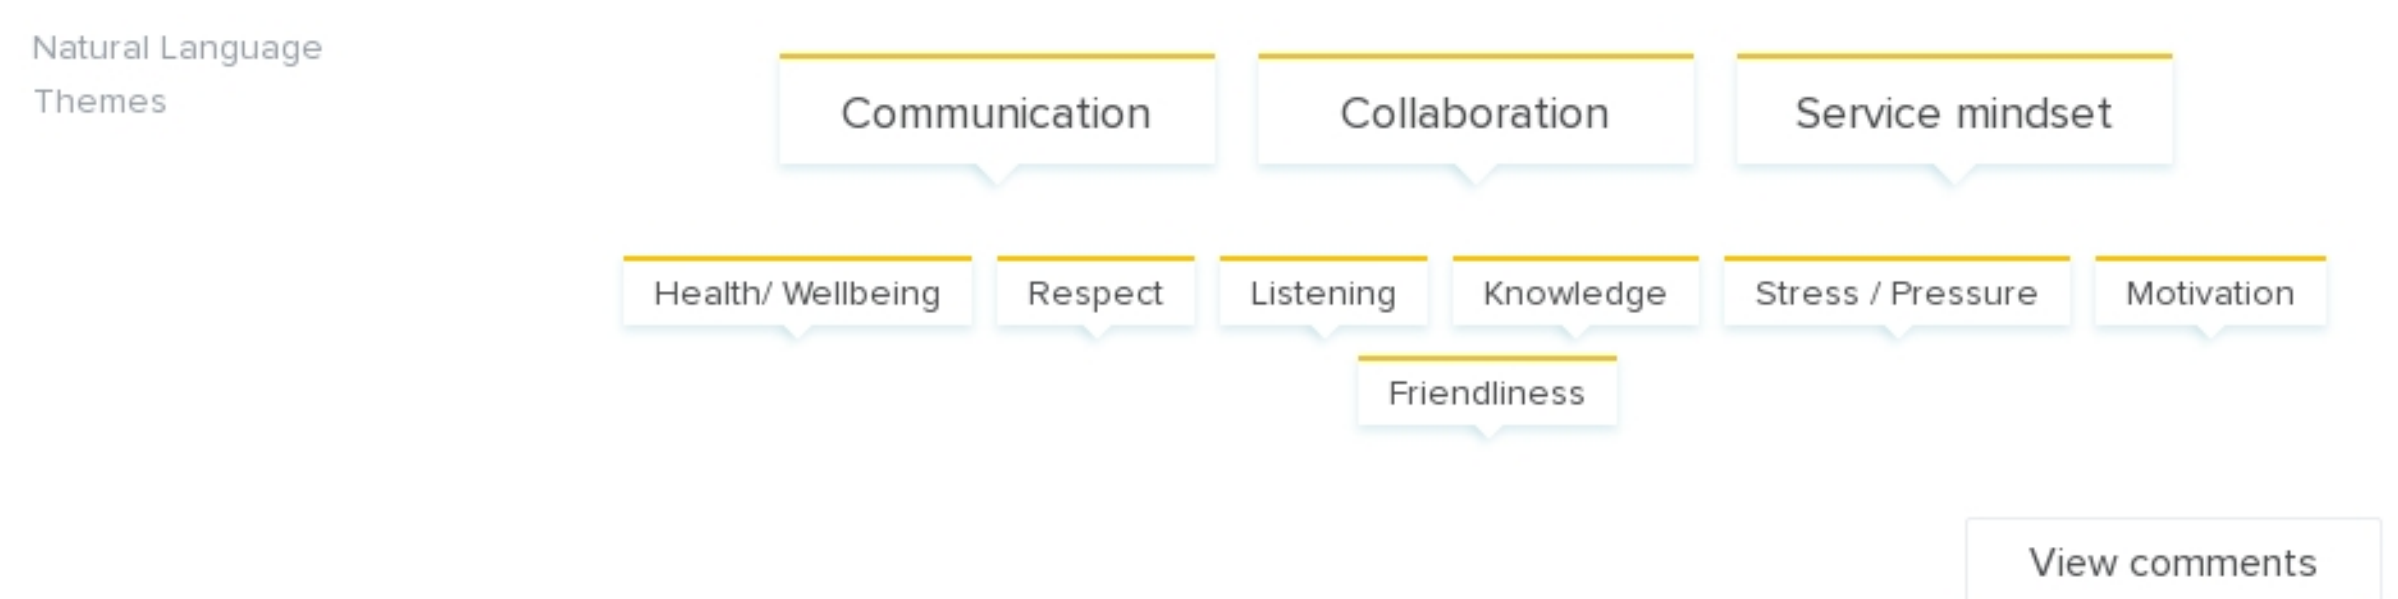 Natural Language
Themes
Communication
Collaboration
Service mindset
Health/ Wellbeing
Respect
Listening
Knowledge
Stress / Pressure
Motivation
Friendliness
View comments